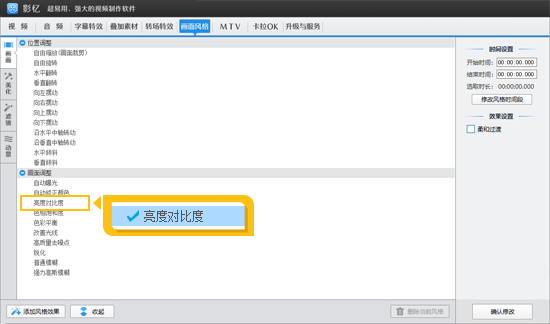 影亿 超易用、强大的视频制作软件
视 频 音 频 字幕特效 叠加素材 转场特效 画面风格 MTV 卡拉OK 升级与服务
画面
美化
滤镜
动景
位置调整
自由缩放(画面裁剪)
自由旋转
水平翻转
垂直翻转
向左摆动
向右摆动
向上摆动
向下摆动
沿水平中轴转动
沿垂直中轴转动
水平转斜
垂直转斜
画面调整
自动曝光
自动校正颜色
亮度对比度
亮度对比度
色相饱和度
色彩平衡
改善光线
高质量去噪点
锐化
普通模糊
强力高斯模糊
时间设置
开始时间: 00:00:00.000
结束时间: 00:00:00.000
选取时长: 00:00:00.000
修改风格时间段
效果设置
柔和过渡
添加风格效果 收起 删除当前风格 确认修改